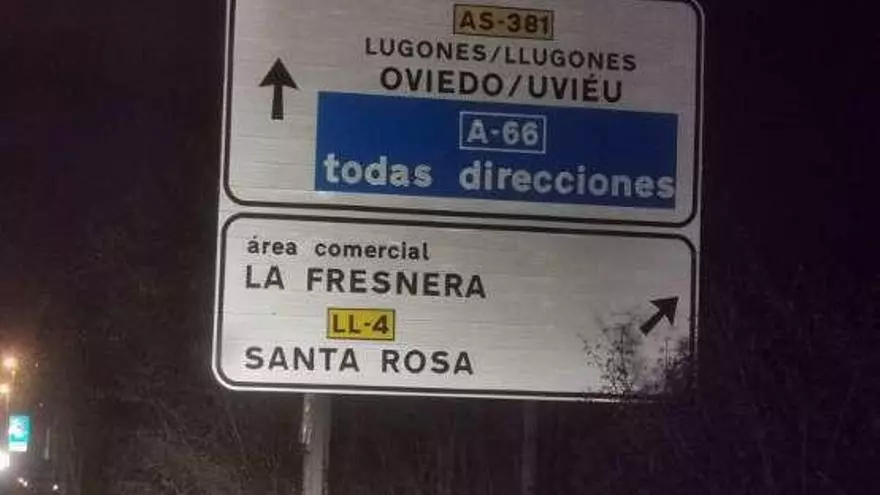 AS-381
LUGONES/LLUGONES
OVIEDO/UVIÉU
A-66
todas direcciones
área comercial
LA FRESNERA
LL-4
SANTA ROSA